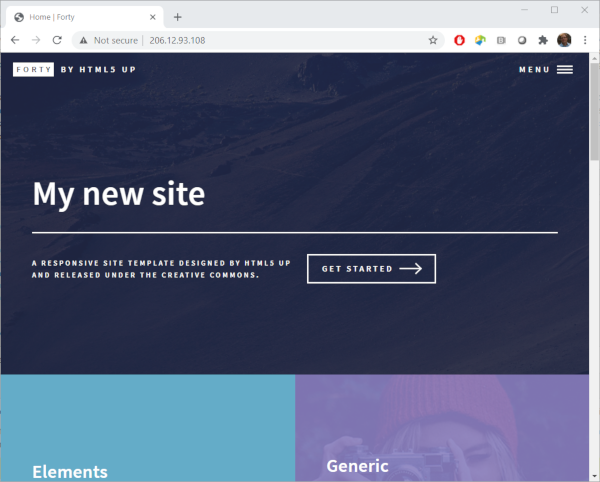 Home | Forty
Not secure | 206.12.93.108
FORTY BY HTML5 UP
MENU
My new site
A RESPONSIVE SITE TEMPLATE DESIGNED BY HTML5 UP
AND RELEASED UNDER THE CREATIVE COMMONS.
GET STARTED
Elements
Generic